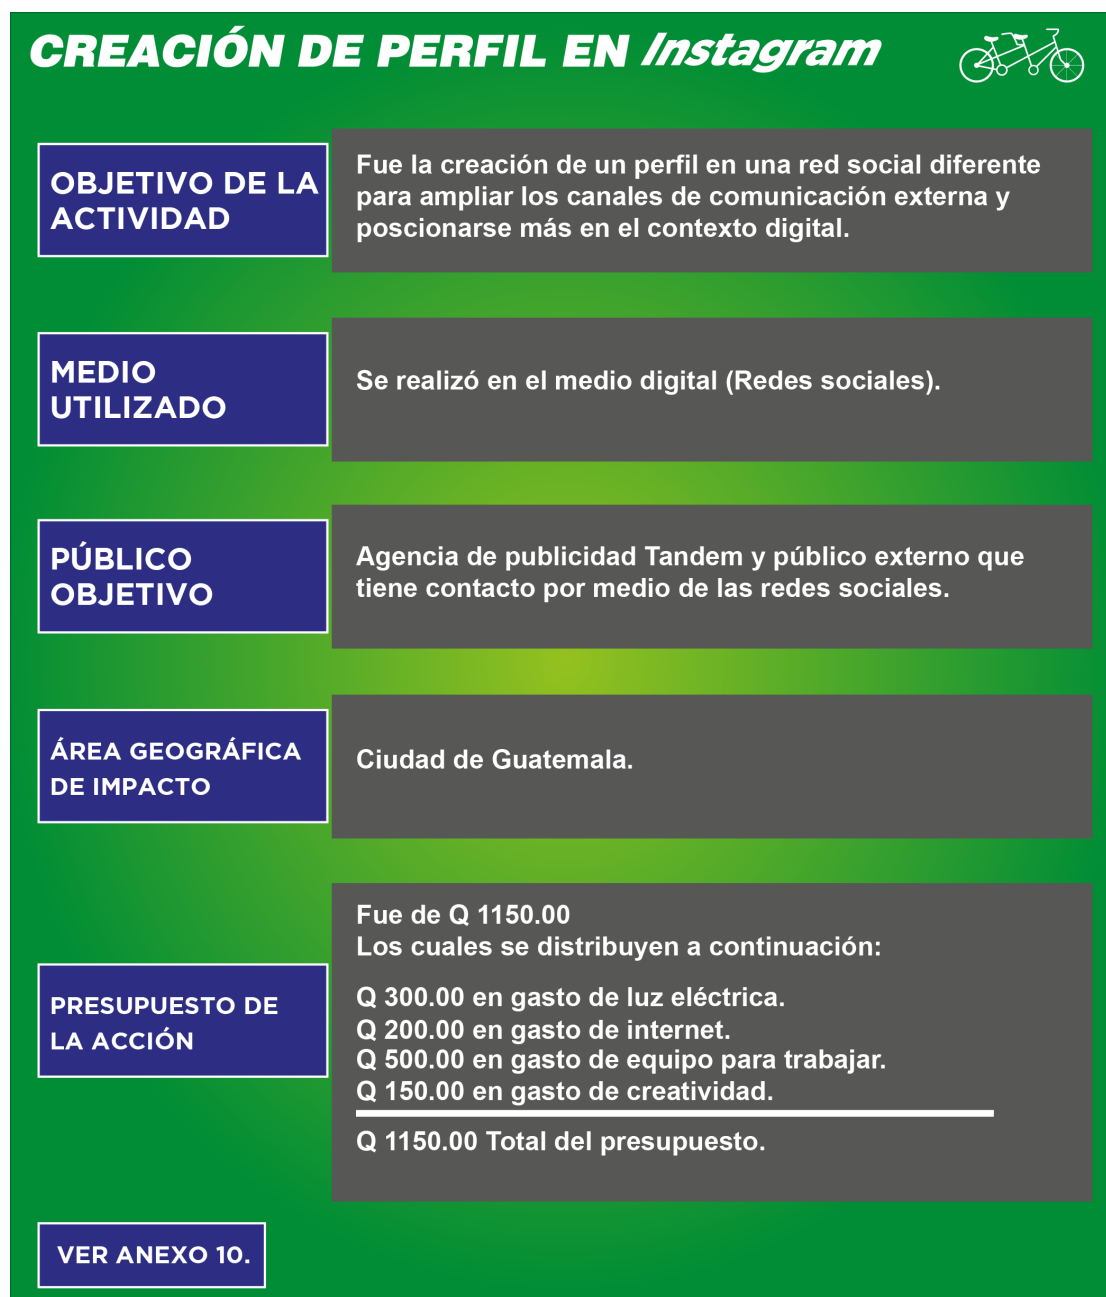 CREACIÓN DE PERFIL EN Instagram
OBJETIVO DE LA
ACTIVIDAD
Fue la creación de un perfil en una red social diferente
para ampliar los canales de comunicación externa y
poscionarse más en el contexto digital.
MEDIO
UTILIZADO
Se realizó en el medio digital (Redes sociales).
PÚBLICO
OBJETIVO
Agencia de publicidad Tandem y público externo que
tiene contacto por medio de las redes sociales.
ÁREA GEOGRÁFICA
DE IMPACTO
Ciudad de Guatemala.
PRESUPUESTO DE
LA ACCIÓN
Fue de Q 1150.00
Los cuales se distribuyen a continuación:
Q 300.00 en gasto de luz eléctrica.
Q 200.00 en gasto de internet.
Q 500.00 en gasto de equipo para trabajar.
Q 150.00 en gasto de creatividad.
Q 1150.00 Total del presupuesto.
VER ANEXO 10.